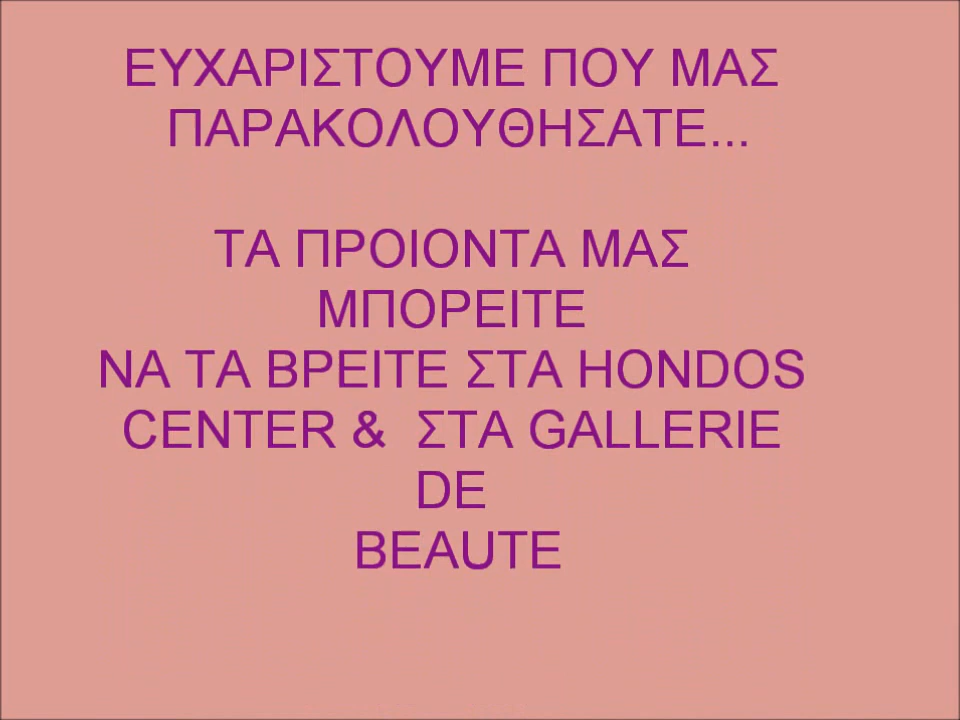 ΕΥΧΑΡΙΣΤΟΥΜΕ ΠΟΥ ΜΑΣ
ΠΑΡΑΚΟΛΟΥΘΗΣΑΤΕ...
ΤΑ ΠΡΟΙΟΝΤΑ ΜΑΣ
ΜΠΟΡΕΙΤΕ
ΝΑ ΤΑ ΒΡΕΙΤΕ ΣΤΑ HONDOS
CENTER & ΣΤΑ GALLERIE
DE
BEAUTE